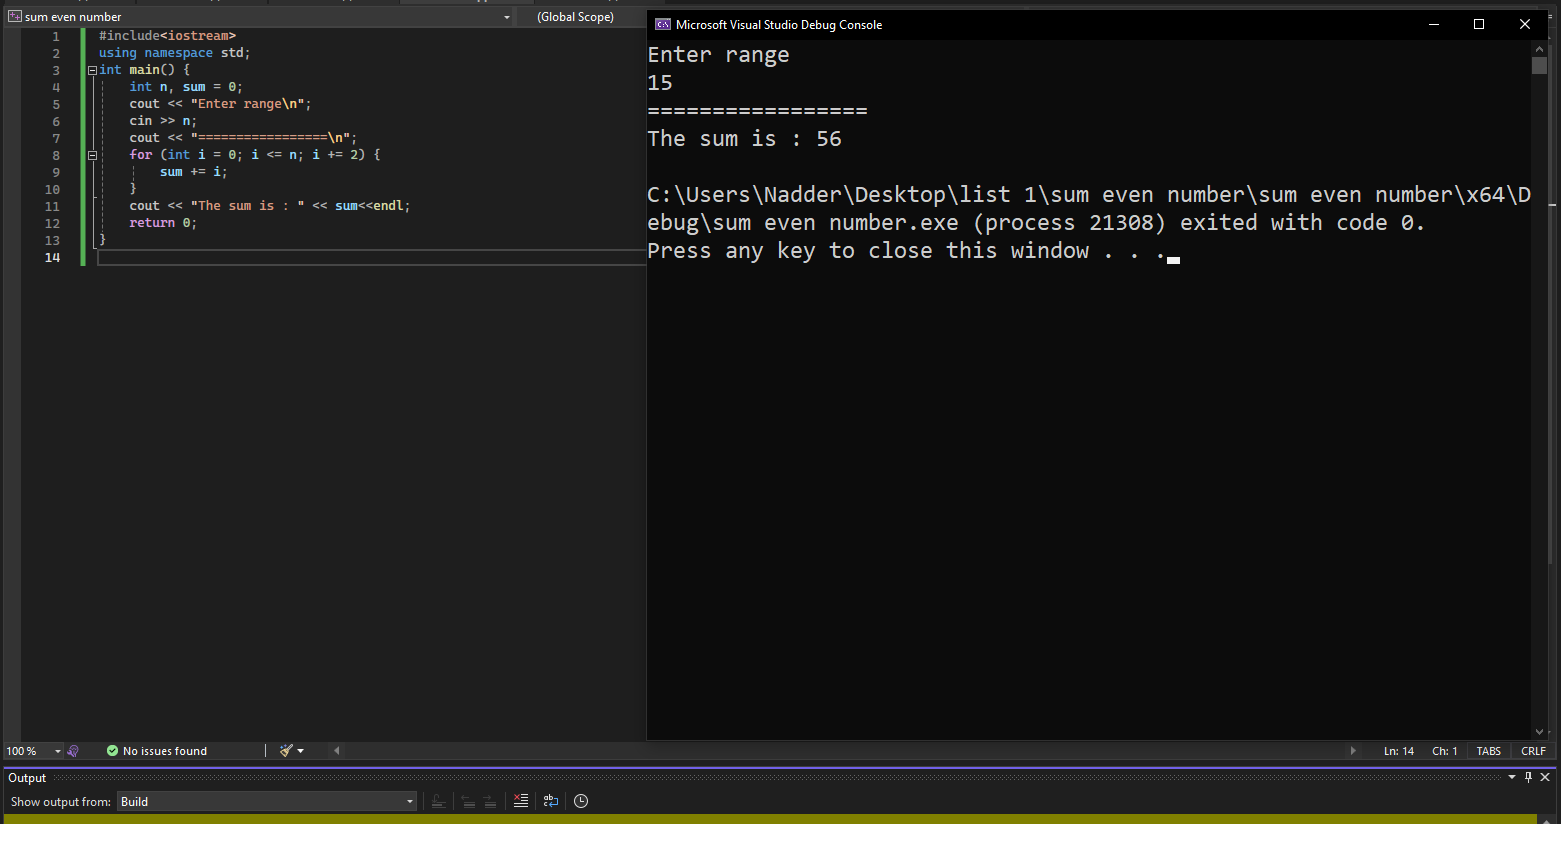 sum even number
(Global Scope)
1 #include<iostream>
2 using namespace std;
3 int main() {
4 int n, sum = 0;
5 cout << "Enter range\n";
6 cin >> n;
7 cout << "=================\n";
8 for (int i = 0; i <= n; i += 2) {
9 sum += i;
10 }
11 cout << "The sum is : " << sum<<endl;
12 return 0;
13 }
14
Microsoft Visual Studio Debug Console
Enter range
15
=================
The sum is : 56
C:\Users\Nadder\Desktop\list 1\sum even number\sum even number\x64\D
ebug\sum even number.exe (process 21308) exited with code 0.
Press any key to close this window . . .
100 % No issues found Ln: 14 Ch: 1 TABS CRLF
Output
Show output from: Build